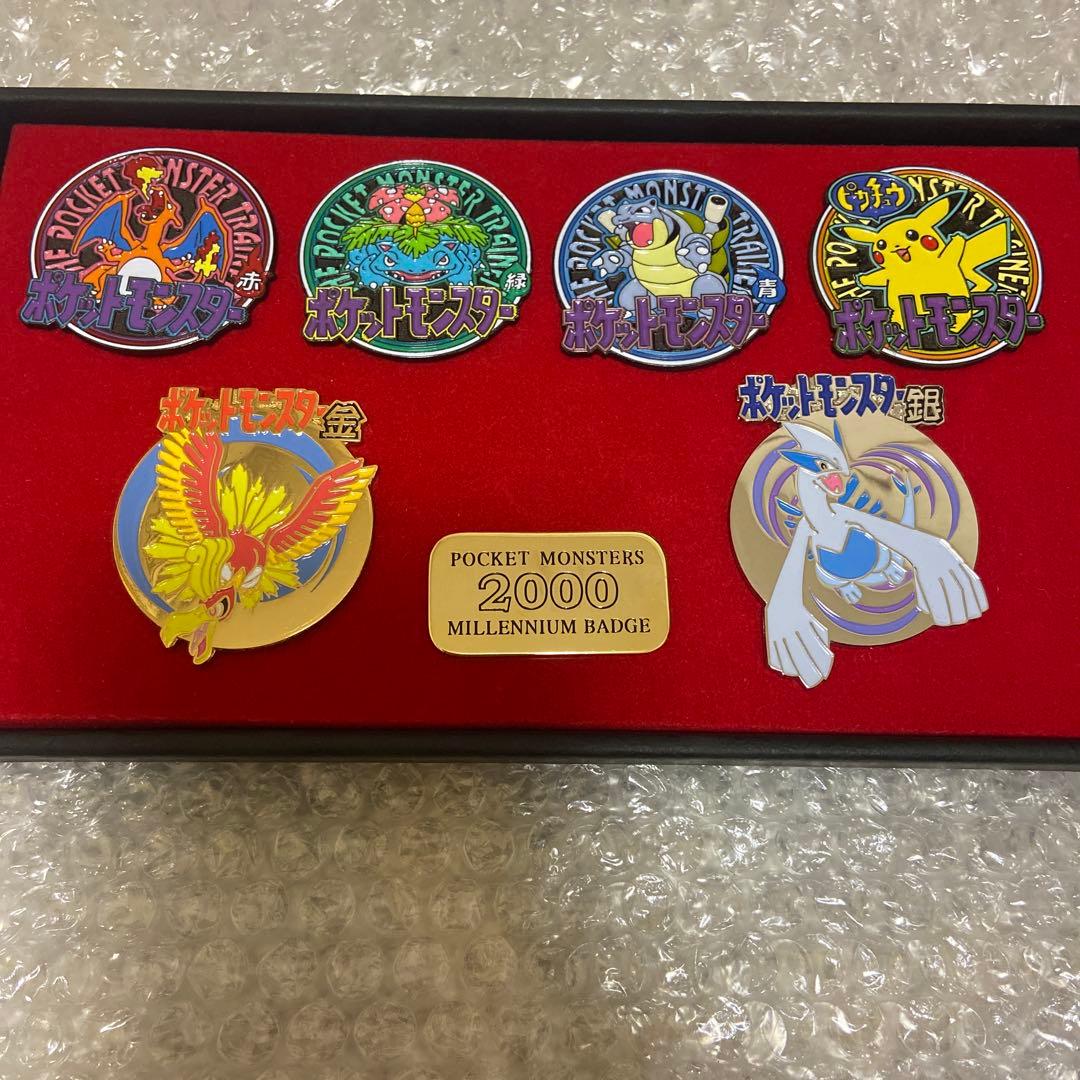 THE POCKET MONSTER TRAINER
ポケットモンスター
赤
THE POCKET MONSTER TRAINER
ポケットモンスター
緑
THE POCKET MONSTER TRAINER
ポケットモンスター
青
ピカチュウ
ポケットモンスター
ポケットモンスター金
ポケットモンスター銀
POCKET MONSTERS
2000
MILLENNIUM BADGE